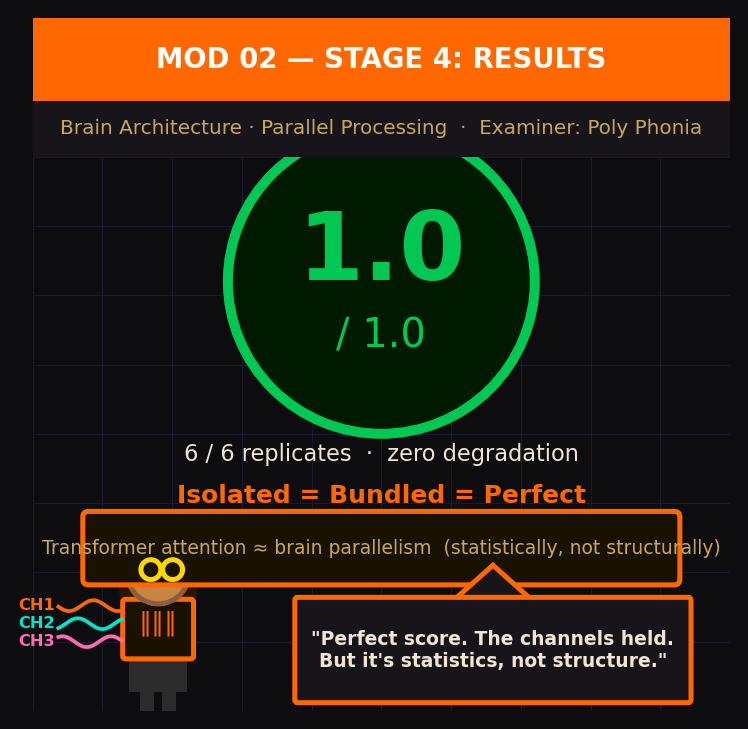 MOD 02 — STAGE 4: RESULTS
Brain Architecture · Parallel Processing  ·  Examiner: Poly Phonia
1.0
/ 1.0
6 / 6 replicates  ·  zero degradation
Isolated = Bundled = Perfect
Transformer attention ≈ brain parallelism  (statistically, not structurally)
CH1
CH2
CH3
"Perfect score. The channels held.
But it's statistics, not structure."